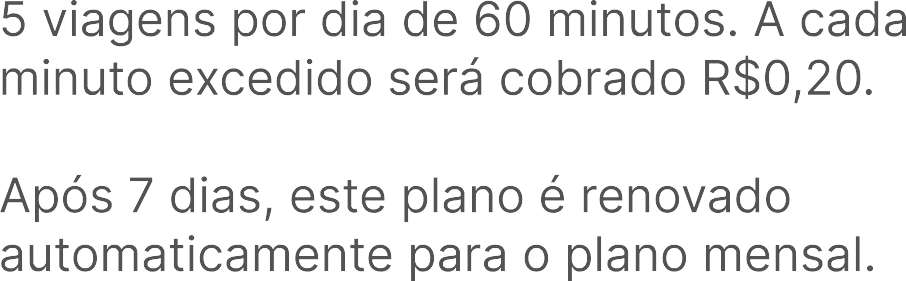 5 viagens por dia de 60 minutos. A cada
minuto excedido será cobrado R$0,20.
Após 7 dias, este plano é renovado
automaticamente para o plano mensal.